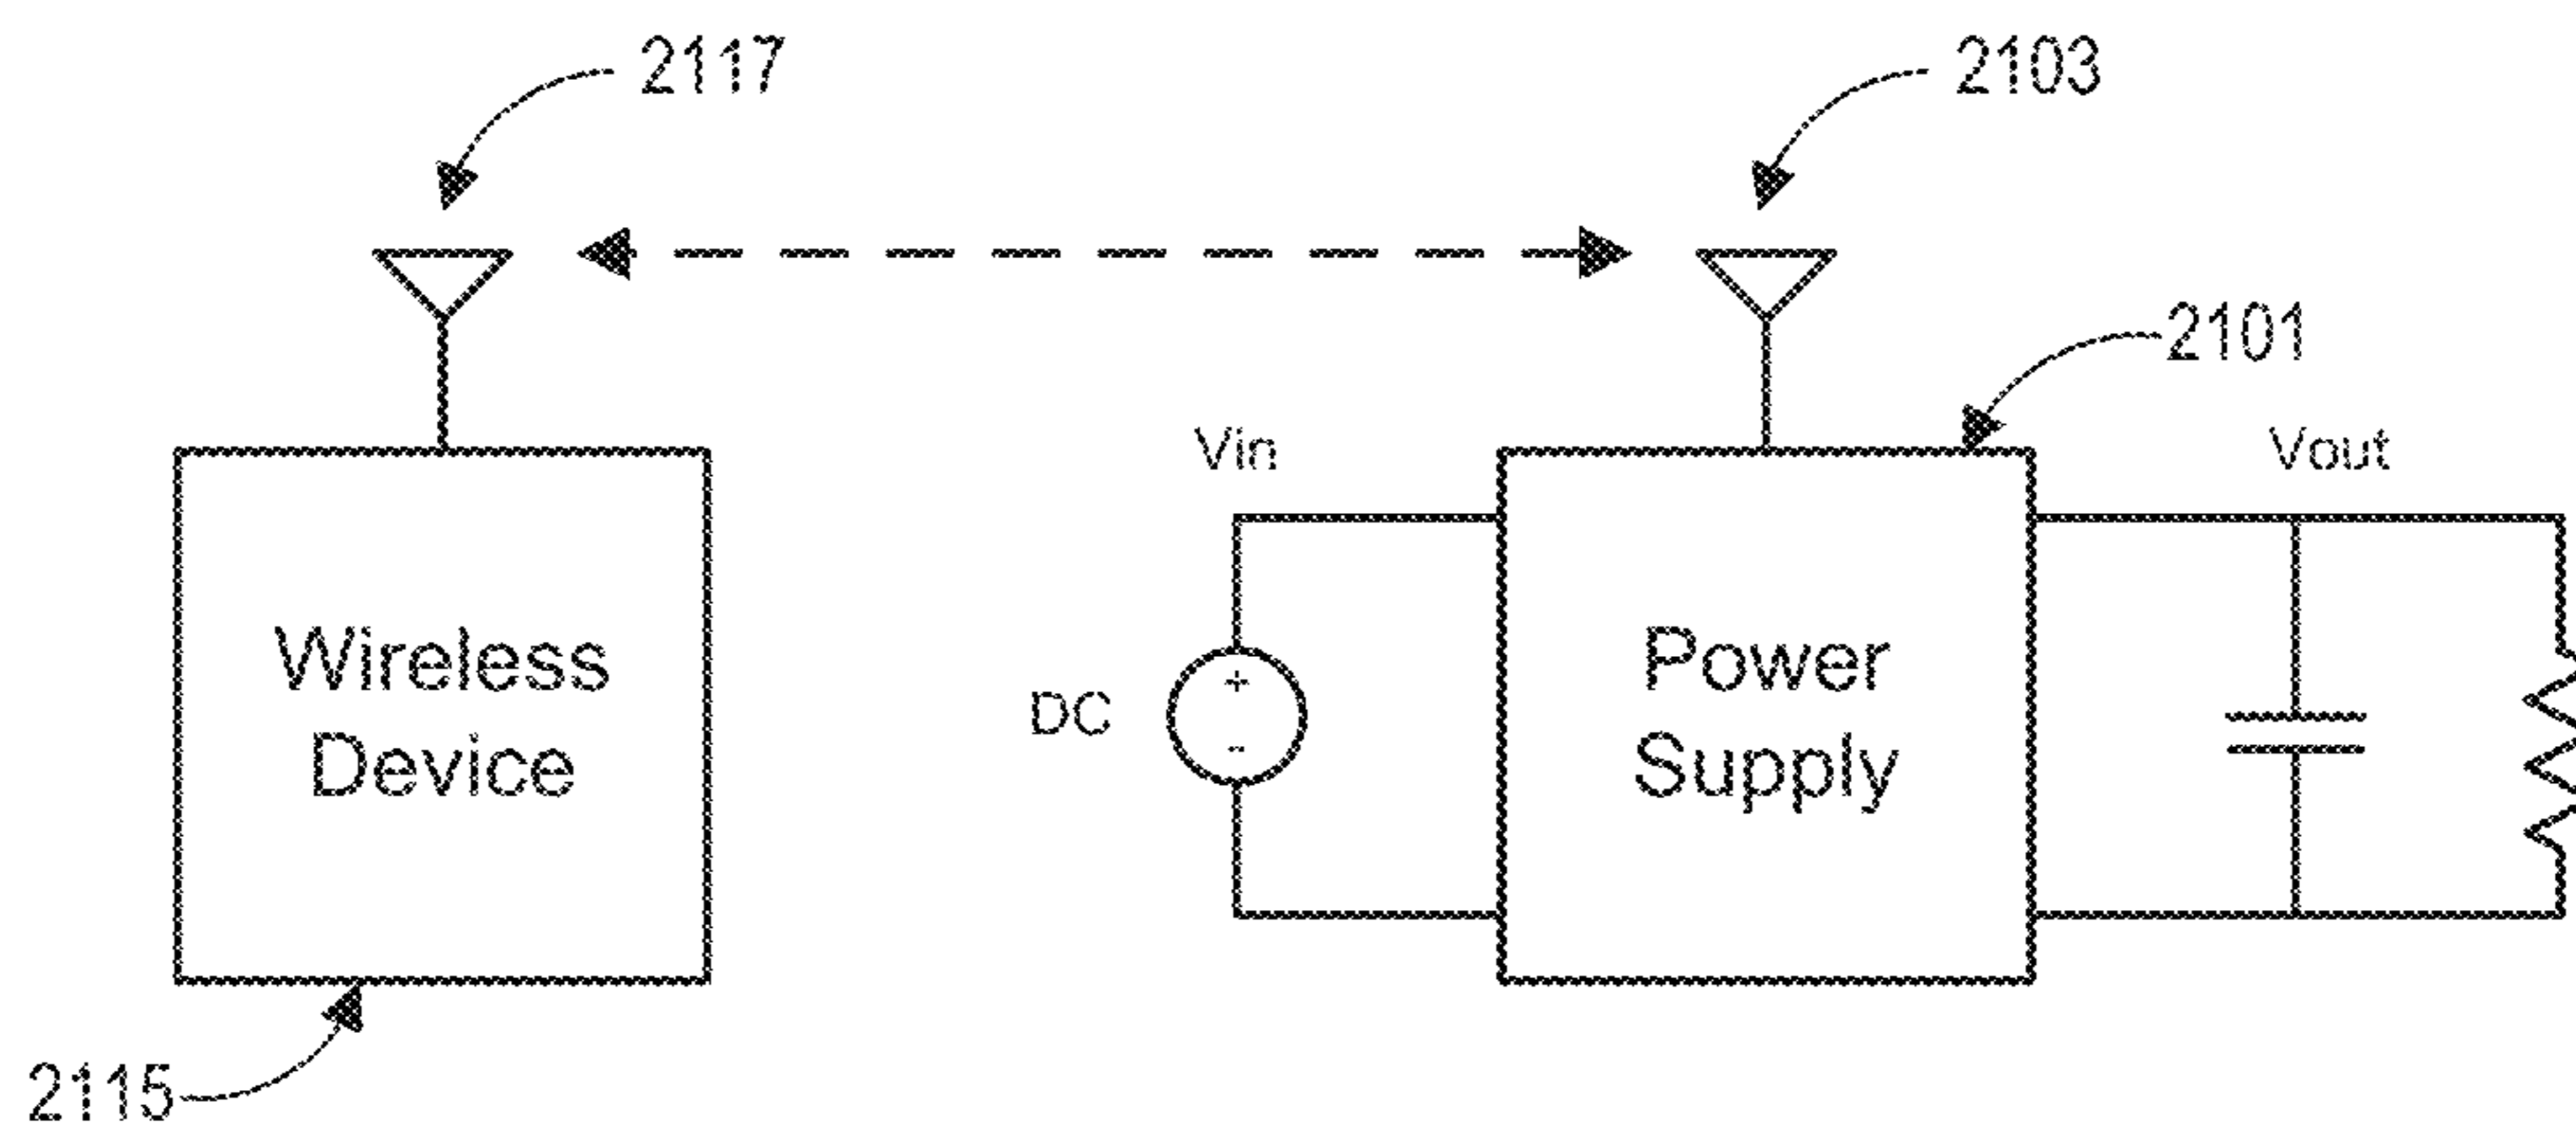 2117
2103
2101
Vin
Vout
Wireless
Device
DC
+
-
Power
Supply
2115